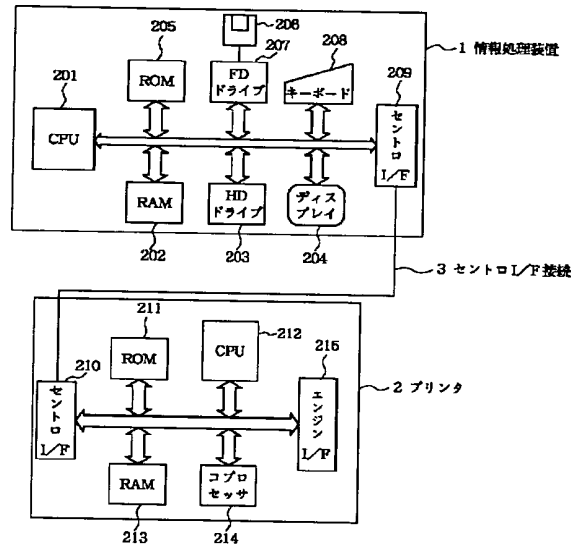 206
205
207
208
1 情報処理装置
201
ROM
FD
ドライブ
キーボード
209
CPU
セントロ
I/F
RAM
HD
ドライブ
ディス
プレイ
202
203
204
3 セントロI/F接続
211
212
215
210
ROM
CPU
2 プリンタ
セントロ
I/F
エンジン
I/F
RAM
コプロ
セッサ
213
214